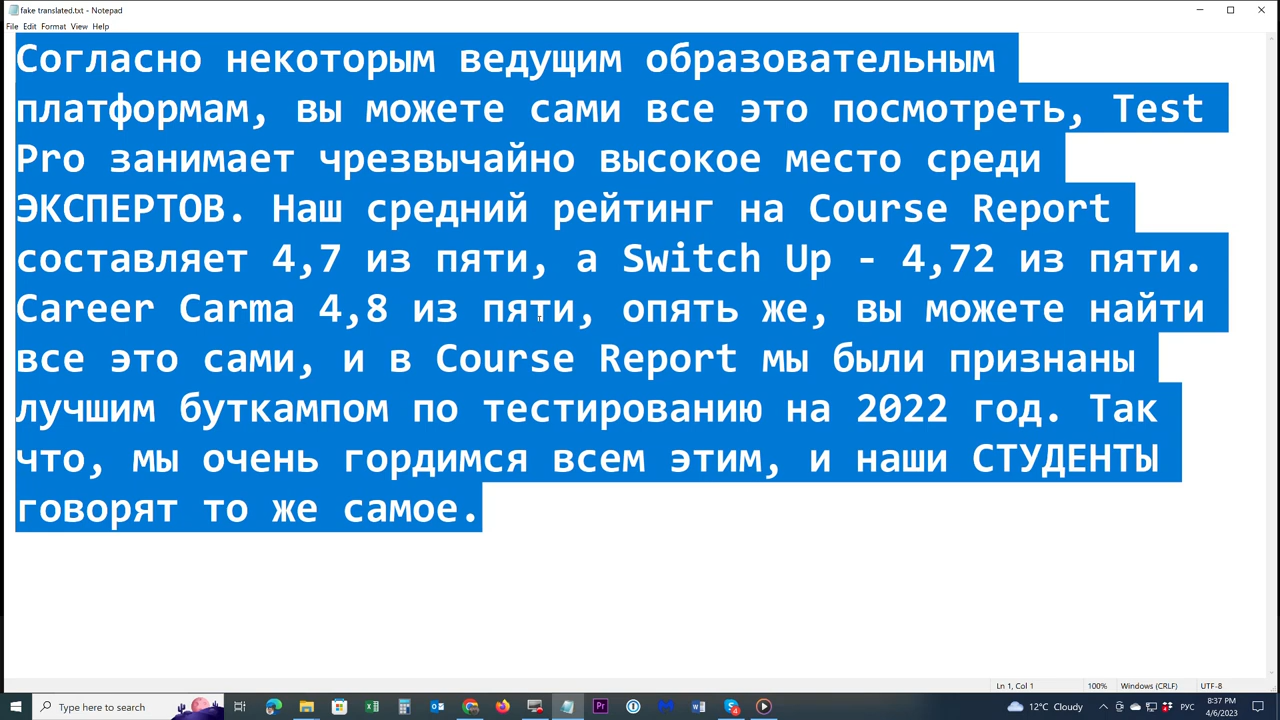 fake translated.txt - Notepad
File Edit Format View Help
Согласно некоторым ведущим образовательным
платформам, вы можете сами все это посмотреть, Test
Pro занимает чрезвычайно высокое место среди
ЭКСПЕРТОВ. Наш средний рейтинг на Course Report
составляет 4,7 из пяти, а Switch Up - 4,72 из пяти.
Career Carma 4,8 из пяти, опять же, вы можете найти
все это сами, и в Course Report мы были признаны
лучшим буткампом по тестированию на 2022 год. Так
что, мы очень гордимся всем этим, и наши СТУДЕНТЫ
говорят то же самое.
Ln 1, Col 1 100% Windows (CRLF) UTF-8
Type here to search 12°C Cloudy РУС 8:37 PM
4/6/2023